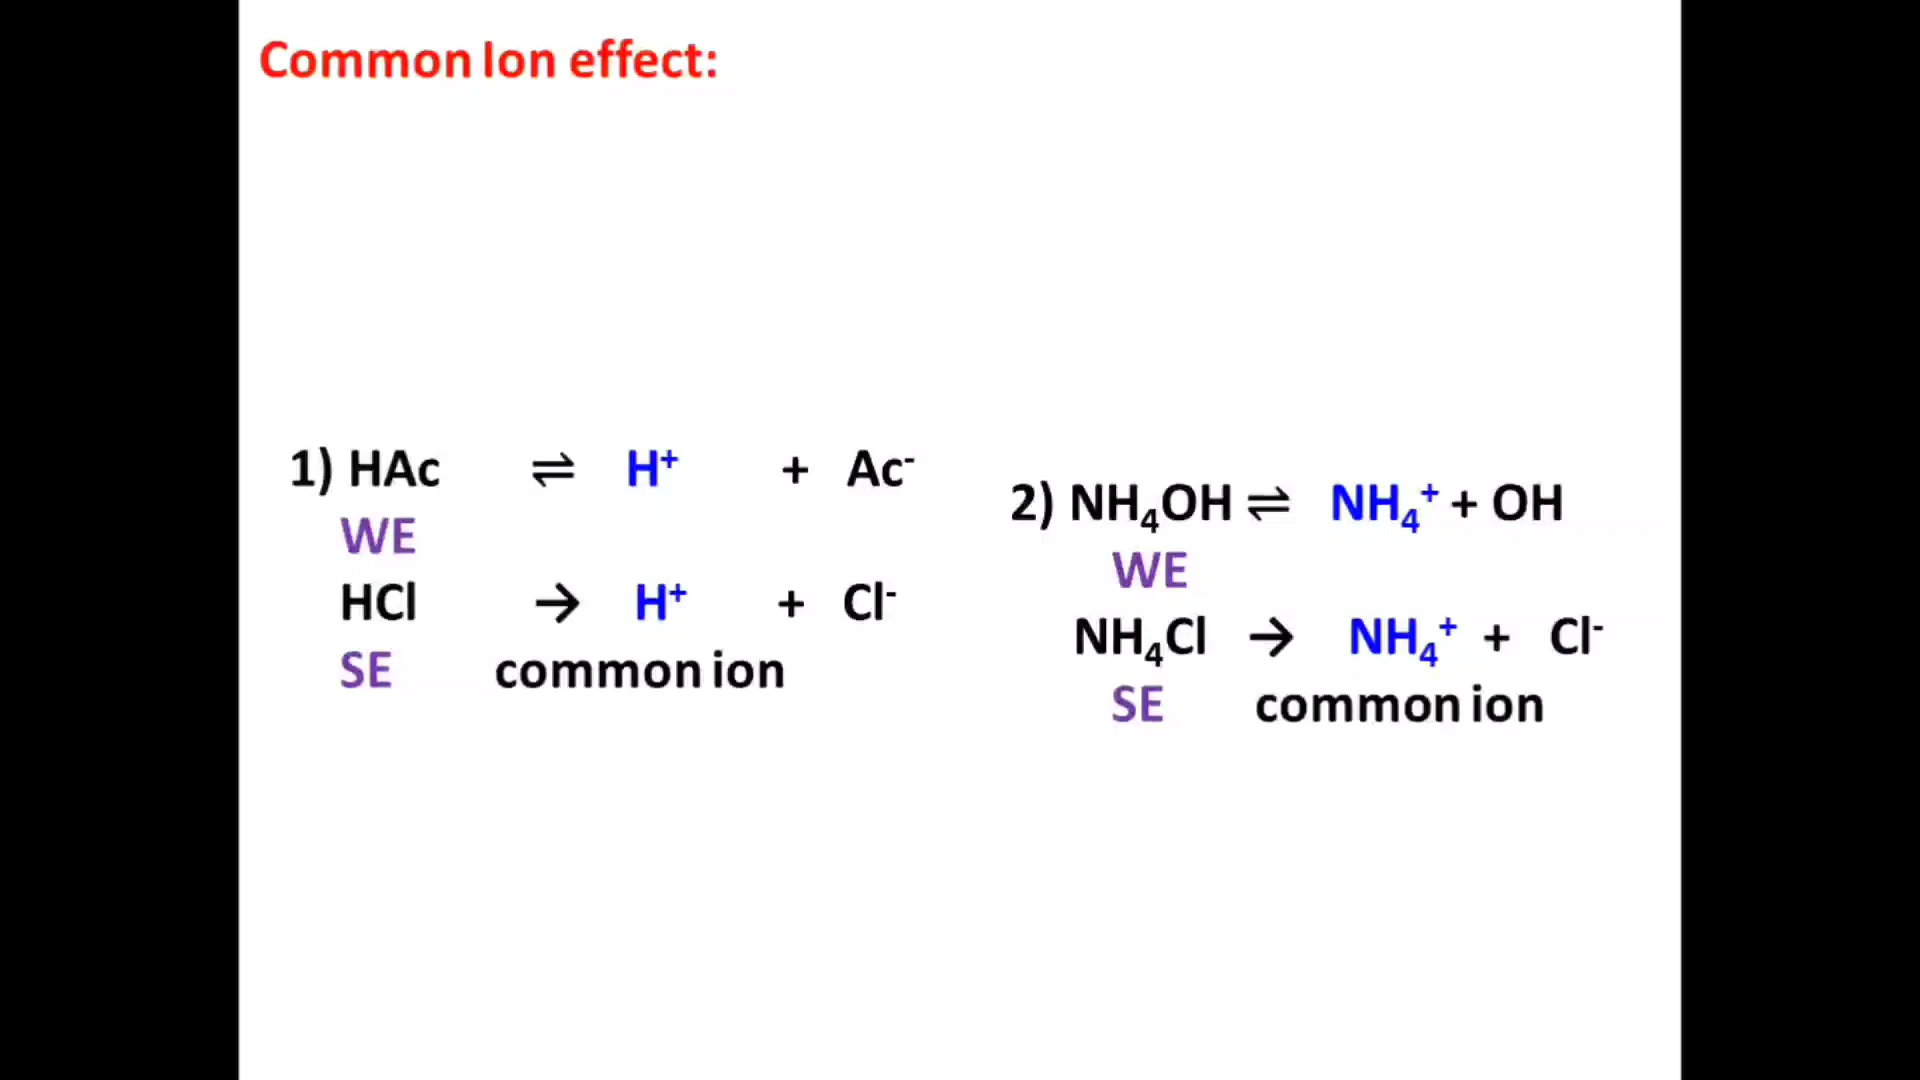 Common Ion effect:
1) HAc ⇌ H⁺ + Ac⁻
WE
HCl → H⁺ + Cl⁻
SE common ion
2) NH₄OH ⇌ NH₄⁺ + OH
WE
NH₄Cl → NH₄⁺ + Cl⁻
SE common ion